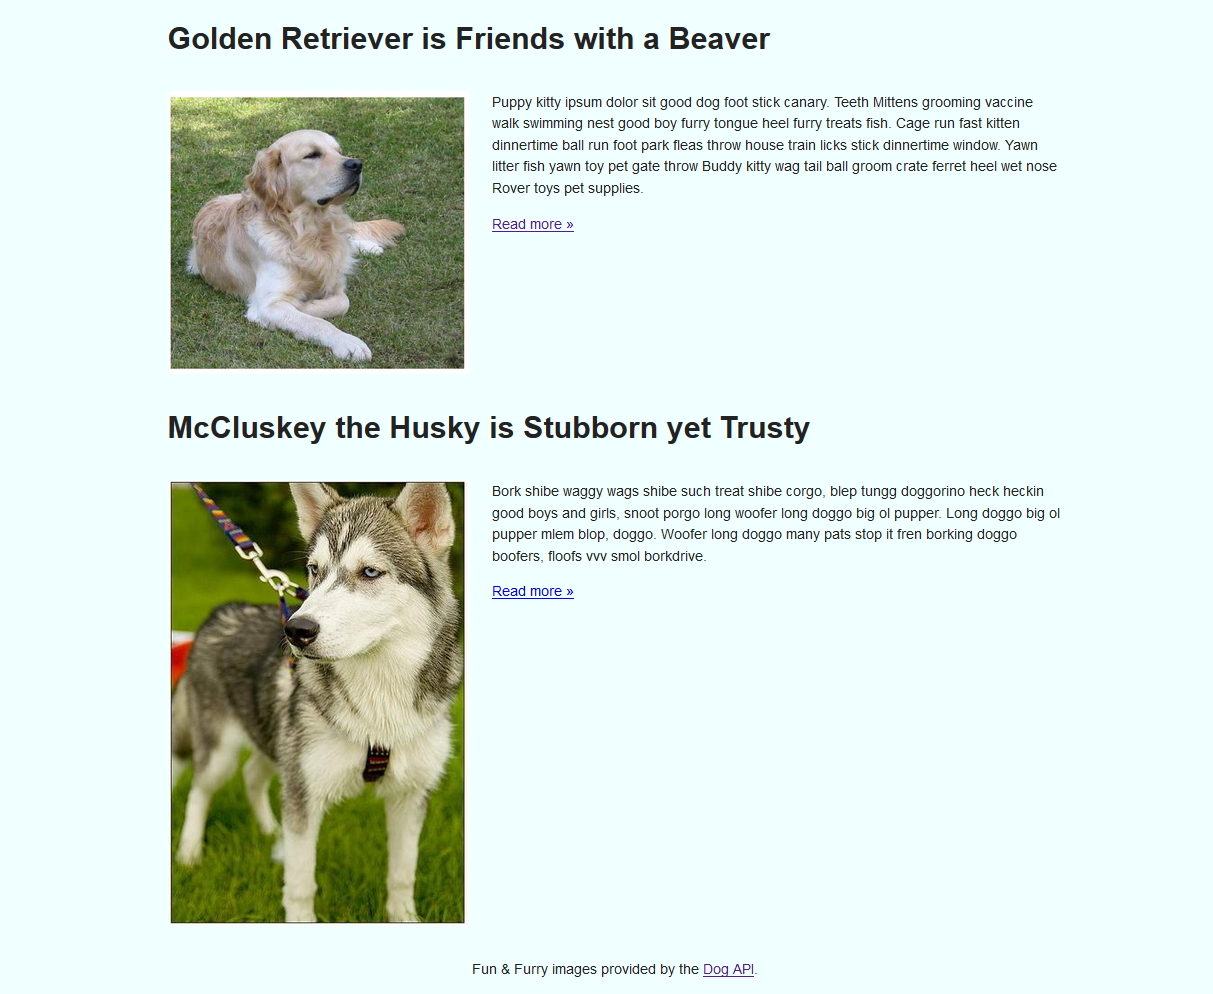 Golden Retriever is Friends with a Beaver
Puppy kitty ipsum dolor sit good dog foot stick canary. Teeth Mittens grooming vaccine
walk swimming nest good boy furry tongue heel furry treats fish. Cage run fast kitten
dinnertime ball run foot park fleas throw house train licks stick dinnertime window. Yawn
litter fish yawn toy pet gate throw Buddy kitty wag tail ball groom crate ferret heel wet nose
Rover toys pet supplies.
Read more »
McCluskey the Husky is Stubborn yet Trusty
Bork shibe waggy wags shibe such treat shibe corgo, blep tungg doggorino heck heckin
good boys and girls, snoot porgo long woofer long doggo big ol pupper. Long doggo big ol
pupper mlem blop, doggo. Woofer long doggo many pats stop it fren borking doggo
boofers, floofs vvv smol borkdrive.
Read more »
Fun & Furry images provided by the Dog API.